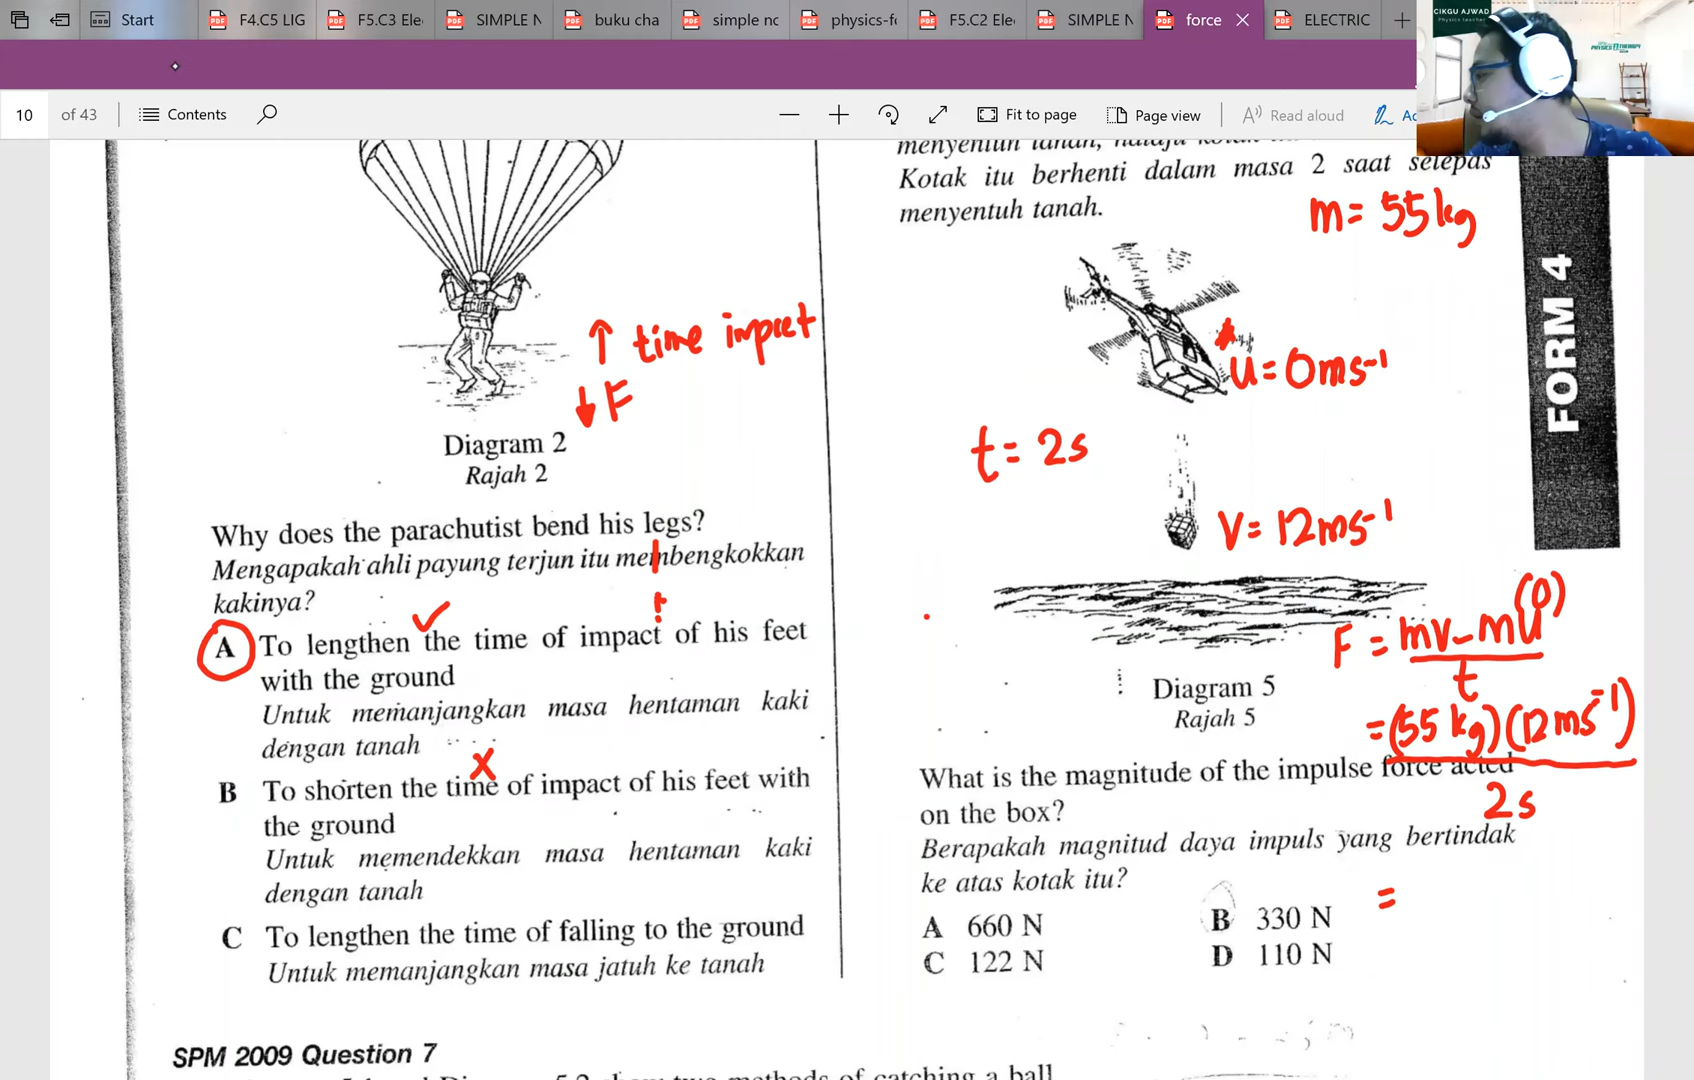 Start
F4.C5 LIG
F5.C3 Ele
SIMPLE N
buku cha
simple nc
physics-f
F5.C2 Ele
SIMPLE N
force
ELECTRIC
CIKGU AJWAD
Physics teacher
10 of 43
Contents
Fit to page
Page view
Read aloud
↑ time impact
↓ F
Diagram 2
Rajah 2
Why does the parachutist bend his legs?
Mengapakah ahli payung terjun itu membengkokkan
kakinya?
A To lengthen the time of impact of his feet
with the ground
Untuk memanjangkan masa hentaman kaki
dengan tanah
B To shorten the time of impact of his feet with
the ground
Untuk memendekkan masa hentaman kaki
dengan tanah
C To lengthen the time of falling to the ground
Untuk memanjangkan masa jatuh ke tanah
SPM 2009 Question 7
Kotak itu berhenti dalam masa 2 saat selepas
menyentuh tanah.
m = 55 kg
u = 0 ms⁻¹
t = 2s
V = 12 ms⁻¹
F = mv - mu (0)
t
= (55 kg)(12 ms⁻¹)
2s
=
Diagram 5
Rajah 5
What is the magnitude of the impulse force acted
on the box?
Berapakah magnitud daya impuls yang bertindak
ke atas kotak itu?
A 660 N
B 330 N
C 122 N
D 110 N
FORM 4